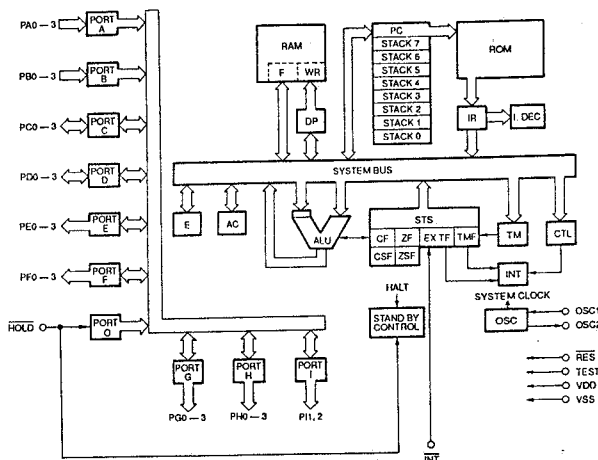 PA0—3
PORT A
PB0—3
PORT B
PC0—3
PORT C
PD0—3
PORT D
PE0—3
PORT E
PF0—3
PORT F
HOLD
PORT O
PORT G
PORT H
PORT I
PG0—3
PH0—3
PI1, 2
RAM
F
WR
DP
PC
STACK 7
STACK 6
STACK 5
STACK 4
STACK 3
STACK 2
STACK 1
STACK 0
ROM
IR
I. DEC
SYSTEM BUS
E
AC
ALU
STS
CF
ZF
EX TF
TMF
CSF
ZSF
TM
CTL
INT
HALT
STAND BY CONTROL
SYSTEM CLOCK
OSC
OSC1
OSC2
RES
TEST
VDD
VSS
INT